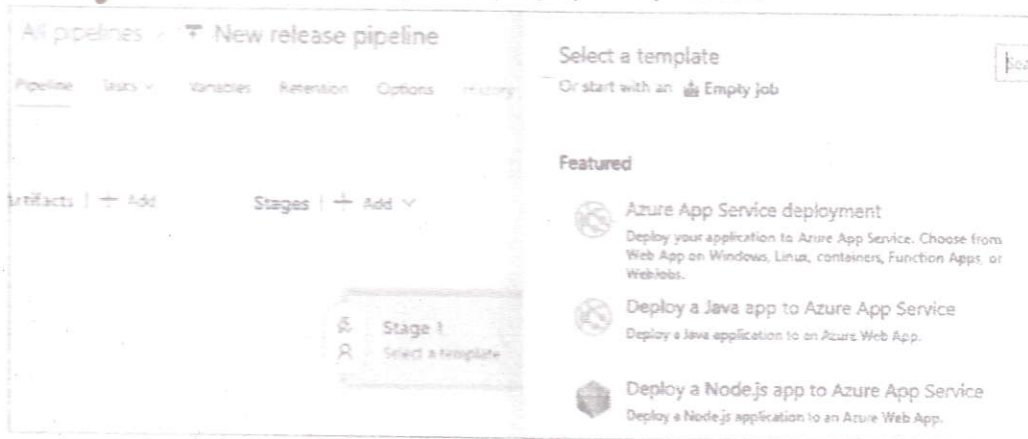 All pipelines
New release pipeline
Pipeline Tasks Variables Retention Options History
Artifacts | + Add
Stages | + Add
Stage 1
Select a template
Select a template
Or start with an Empty job
Featured
Azure App Service deployment
Deploy your application to Azure App Service. Choose from
Web App on Windows, Linux, containers, Function Apps, or
WebJobs.
Deploy a Java app to Azure App Service
Deploy a Java application to an Azure Web App.
Deploy a Node.js app to Azure App Service
Deploy a Node.js application to an Azure Web App.